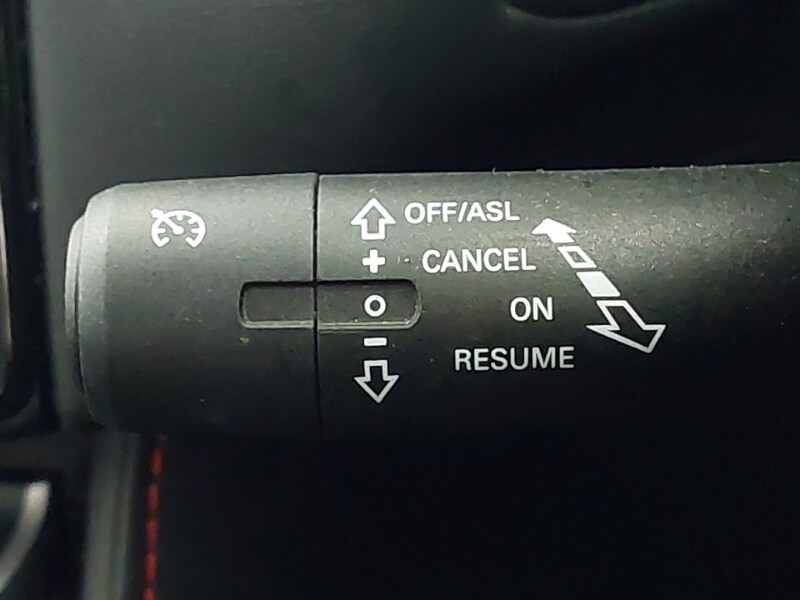 OFF/ASL
+ CANCEL
O ON
- RESUME